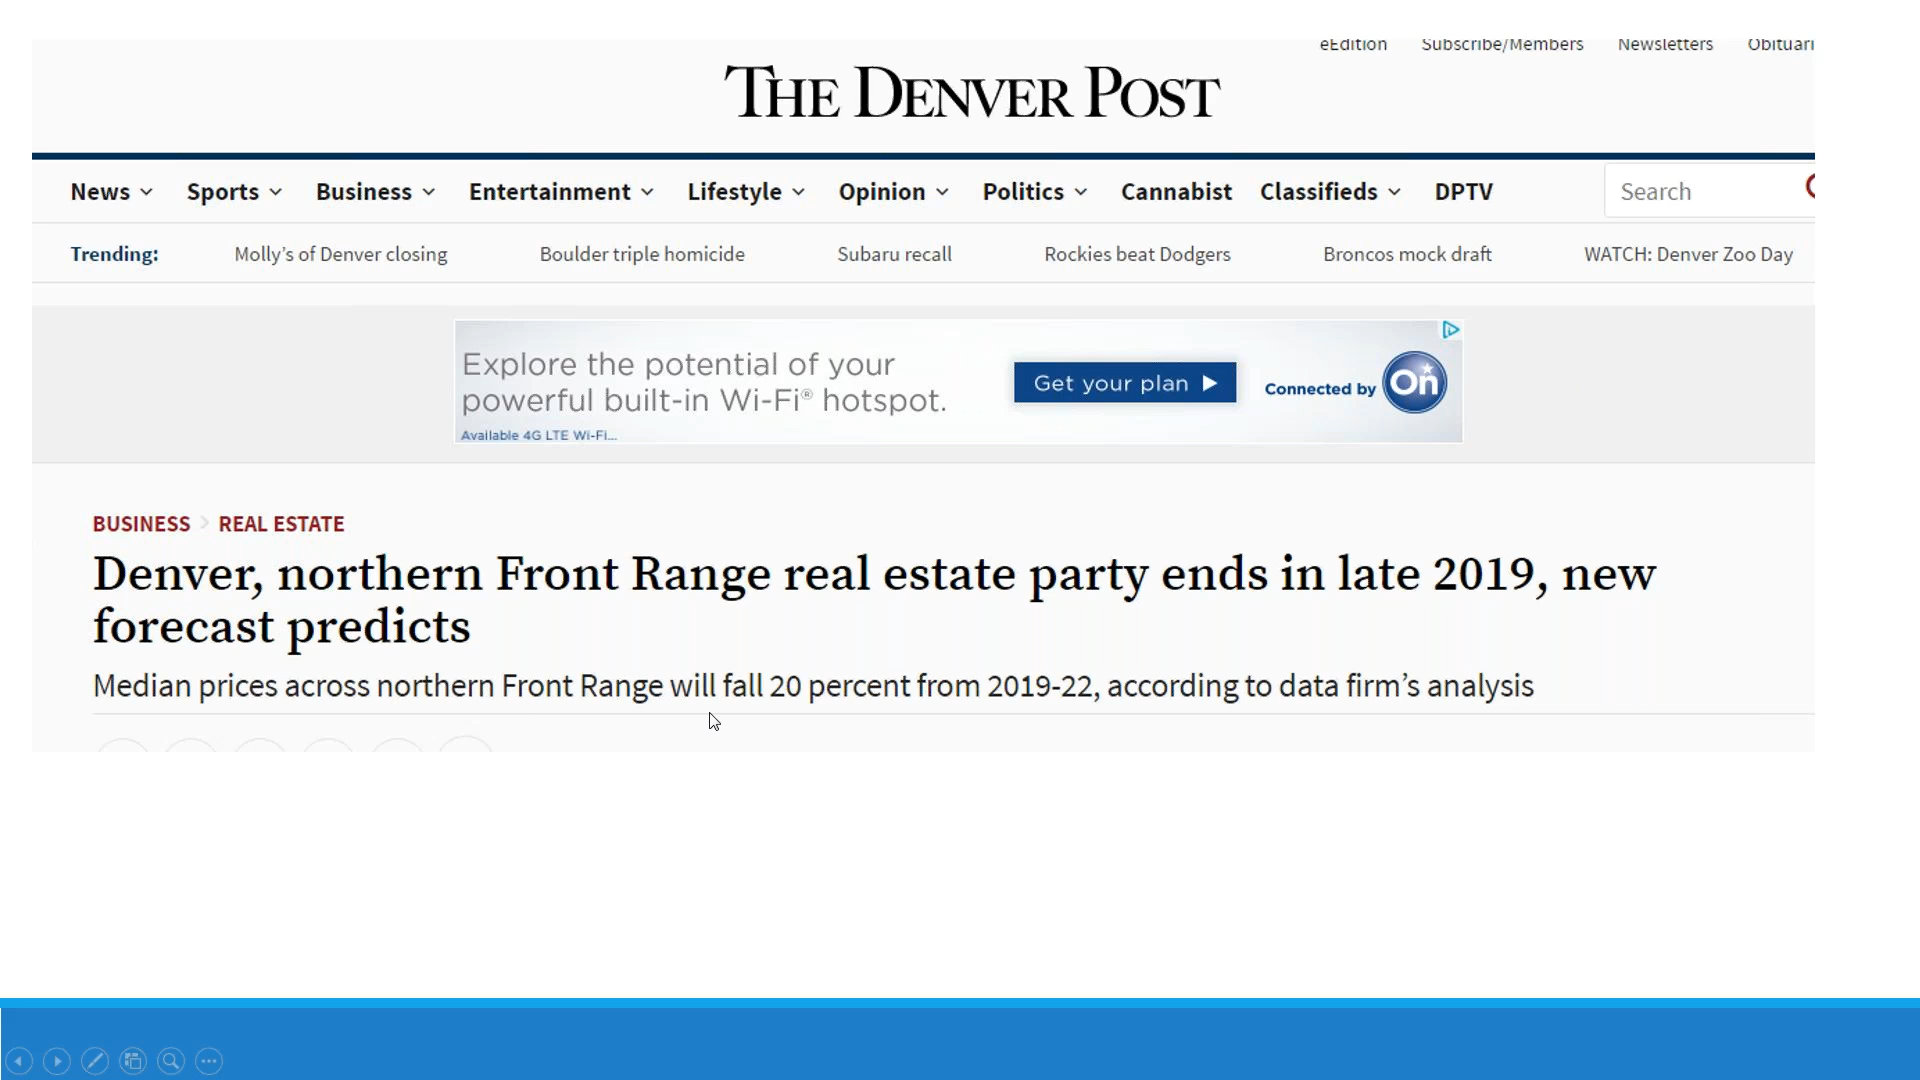 eEdition Subscribe/Members Newsletters Obituari
THE DENVER POST
News Sports Business Entertainment Lifestyle Opinion Politics Cannabist Classifieds DPTV Search
Trending: Molly's of Denver closing Boulder triple homicide Subaru recall Rockies beat Dodgers Broncos mock draft WATCH: Denver Zoo Day
Explore the potential of your
powerful built-in Wi-Fi® hotspot.
Available 4G LTE Wi-Fi...
Get your plan
Connected by On
BUSINESS > REAL ESTATE
Denver, northern Front Range real estate party ends in late 2019, new
forecast predicts
Median prices across northern Front Range will fall 20 percent from 2019-22, according to data firm’s analysis